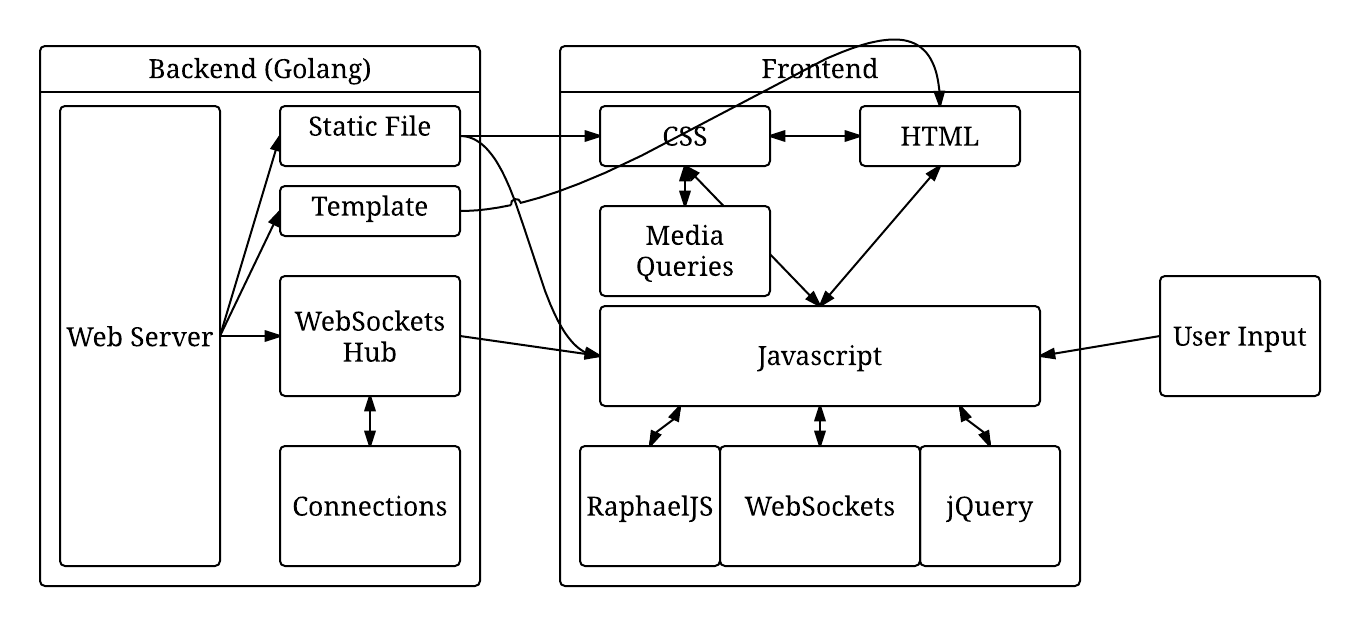 Backend (Golang)
Web Server
Static File
Template
WebSockets
Hub
Connections
Frontend
CSS
HTML
Media
Queries
Javascript
RaphaelJS
WebSockets
jQuery
User Input